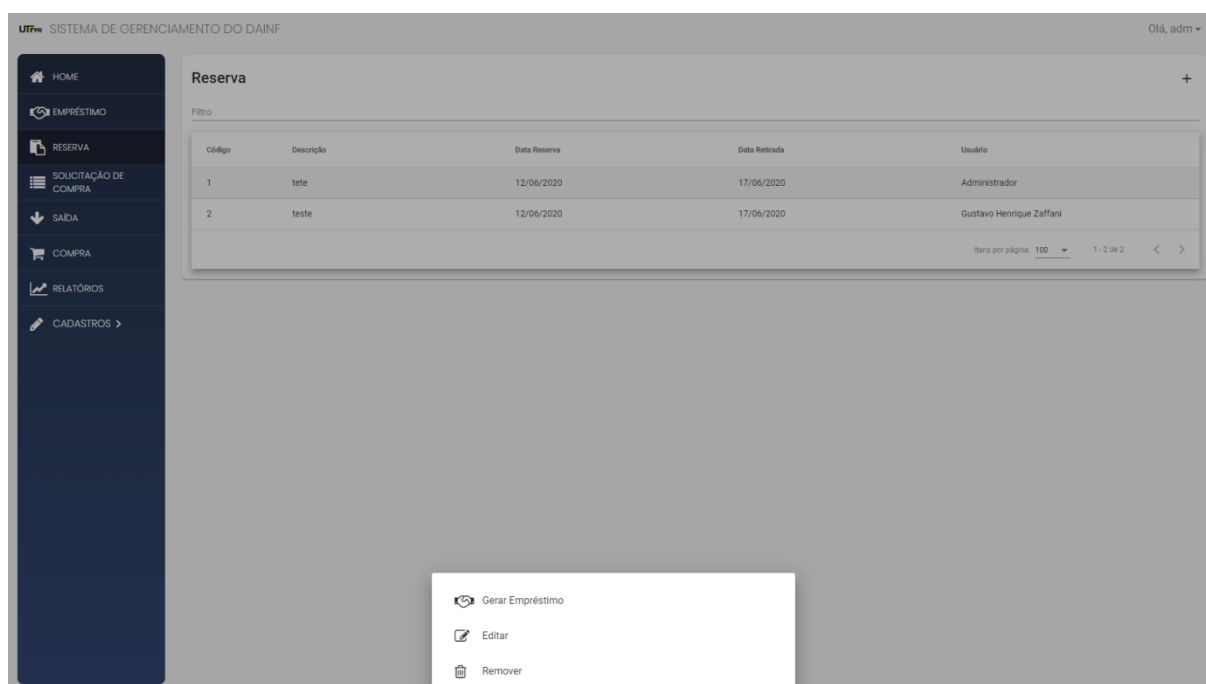 UTFPR SISTEMA DE GERENCIAMENTO DO DAINF
Olá, adm
HOME
EMPRÉSTIMO
RESERVA
SOLICITAÇÃO DE
COMPRA
SAÍDA
COMPRA
RELATÓRIOS
CADASTROS >
Reserva +
Filtro
Código Descrição Data Reserva Data Retirada Usuário
1 tete 12/06/2020 17/06/2020 Administrador
2 teste 12/06/2020 17/06/2020 Gustavo Henrique Zaffani
Itens por página: 100 1 - 2 de 2 < >
Gerar Empréstimo
Editar
Remover